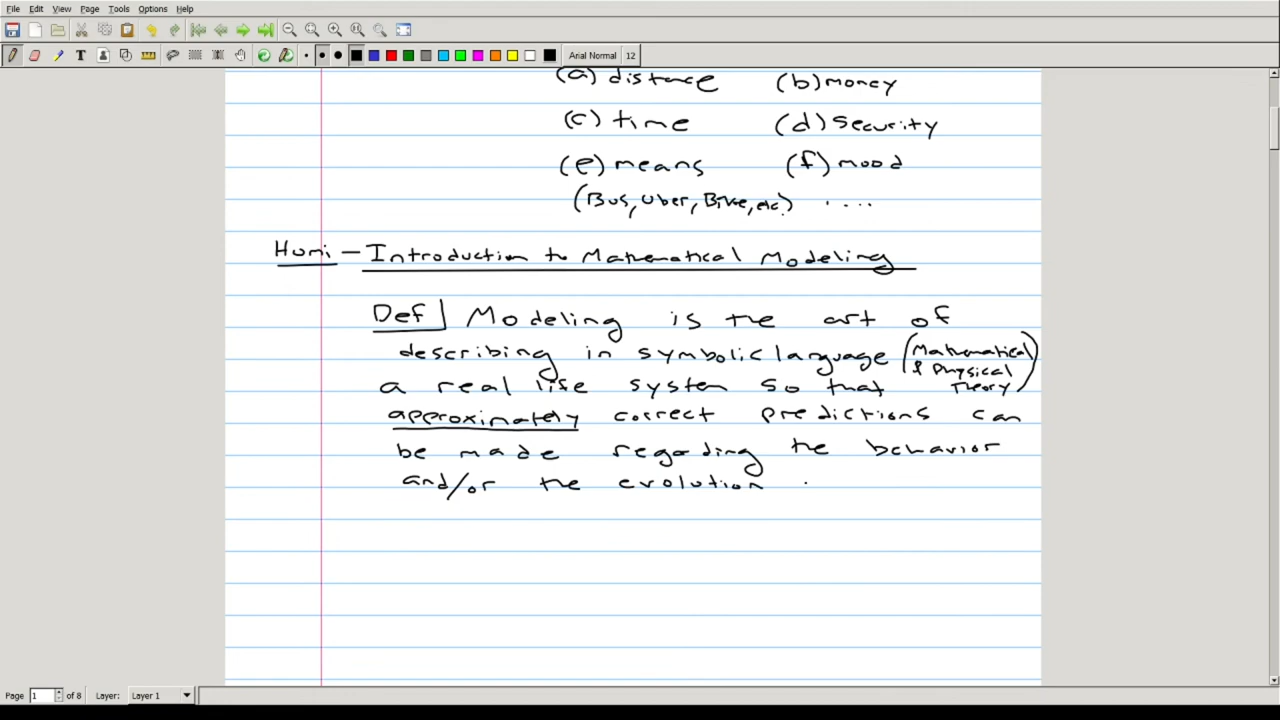 File Edit View Page Tools Options Help
Arial Normal 12
(a) distance (b) money
(c) time (d) security
(e) means (f) mood
(Bus, Uber, Bike, etc.) ....
Humi - Introduction to Mathematical Modeling
Def Modeling is the art of
describing in symbolic language (Mathematical & Physical Theory)
a real life system so that
approximately correct predictions can
be made regarding the behavior
and/or the evolution .
Page 1 of 8 Layer: Layer 1